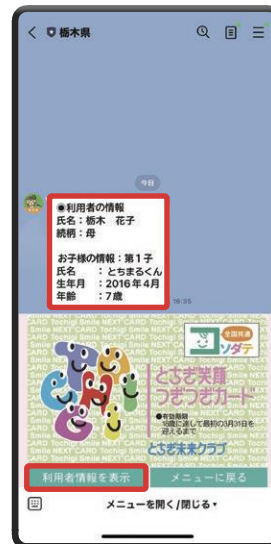 栃木県
今日
●利用者の情報
氏名：栃木　花子
続柄：母
お子様の情報：第1子
氏名　　：とちまるくん
生年月　：2016年4月
年齢　　：7歳
16:35
全国共通
ソダテ
とちぎ笑顔
つぎつぎカード
●有効期限
18歳に達して最初の3月31日を
迎えるまで
とちぎ未来クラブ
利用者情報を表示
メニューに戻る
メニューを開く/閉じる▾